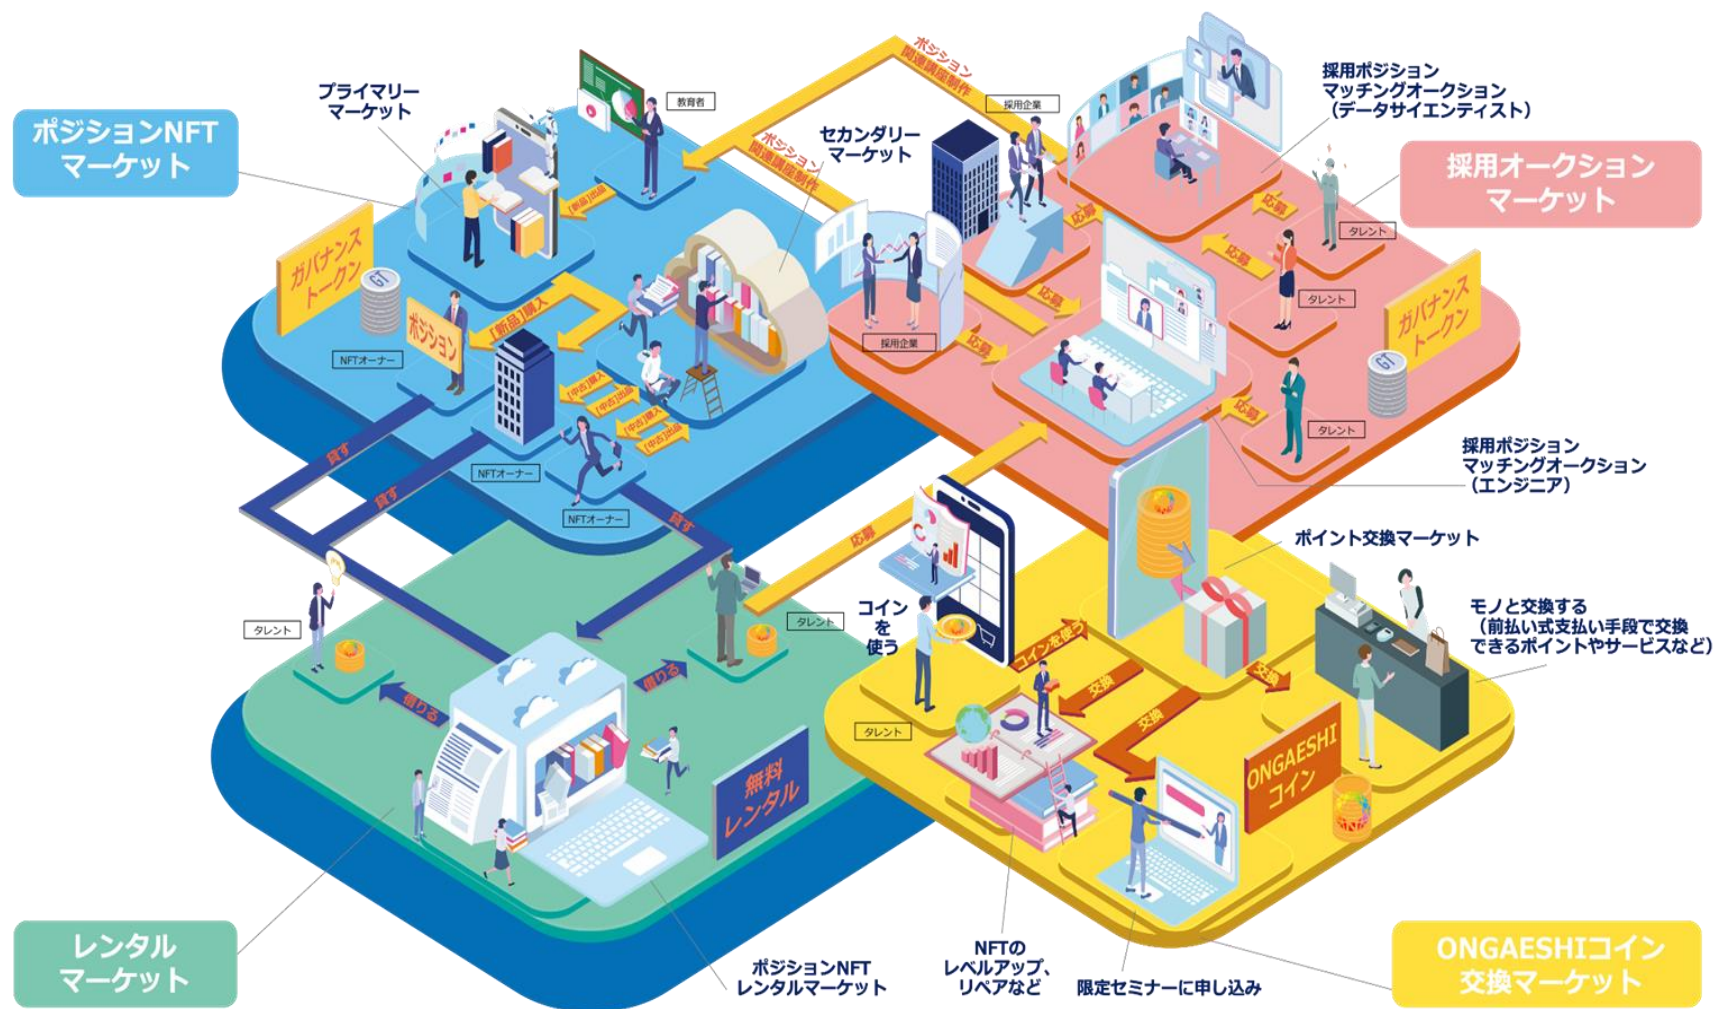 ポジションNFT
マーケット
プライマリー
マーケット
教育者
ポジション
関連講座制作
ポジション
関連講座制作
セカンダリー
マーケット
採用企業
採用ポジション
マッチングオークション
（データサイエンティスト）
採用オークション
マーケット
[新品]出品
ガバナンス
トークン
GT
ポジション
NFTオーナー
[新品]購入
[中古]購入
[中古]出品
[中古]購入
[中古]出品
NFTオーナー
NFTオーナー
採用企業
応募
応募
応募
応募
応募
応募
タレント
タレント
タレント
ガバナンス
トークン
GT
採用ポジション
マッチングオークション
（エンジニア）
貸す
貸す
貸す
応募
タレント
タレント
借りる
借りる
無料
レンタル
レンタル
マーケット
ポジションNFT
レンタルマーケット
コイン
を
使う
タレント
コインを使う
交換
交換
交換
ポイント交換マーケット
モノと交換する
（前払い式支払い手段で交換
できるポイントやサービスなど）
ONGAESHI
コイン
NFTの
レベルアップ、
リペアなど
限定セミナーに申し込み
ONGAESHIコイン
交換マーケット